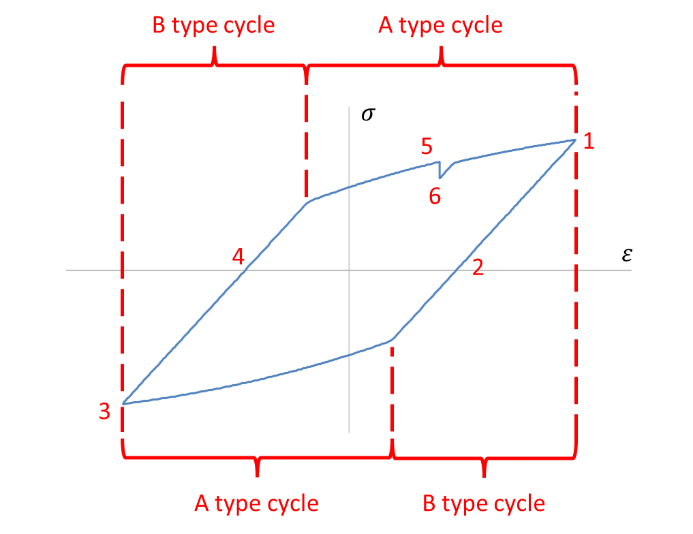 B type cycle
A type cycle
σ
5
1
6
ε
4
2
3
A type cycle
B type cycle